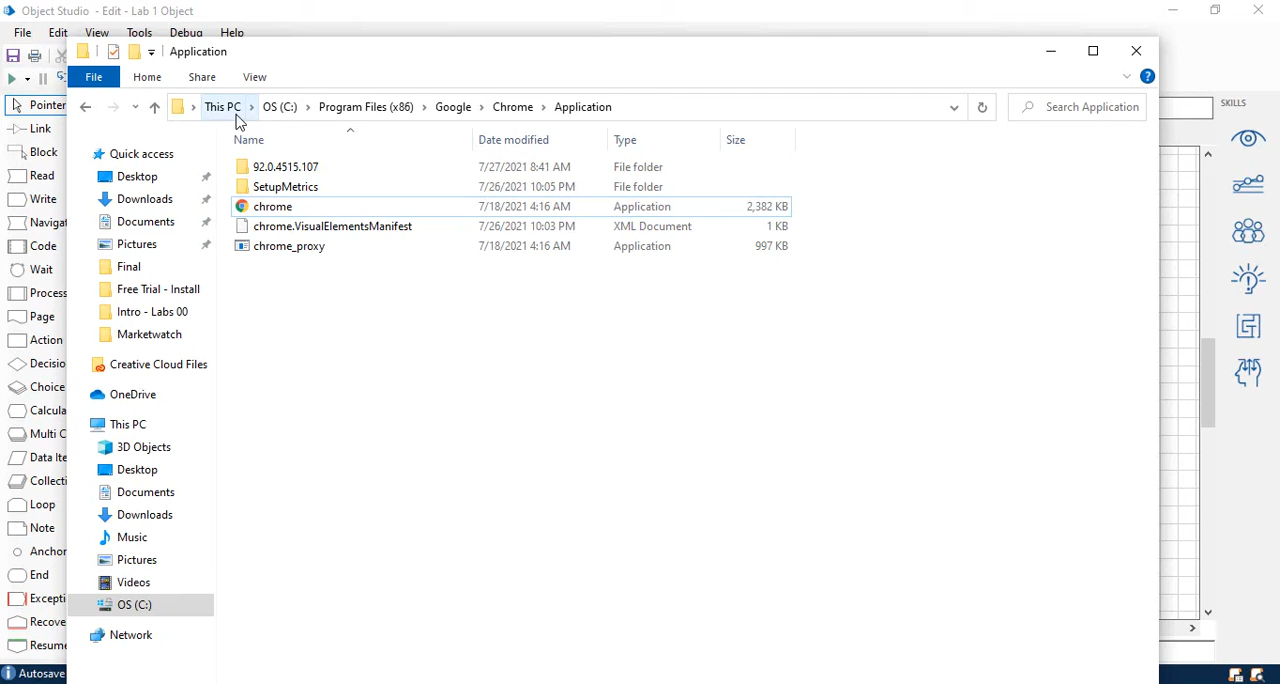 Object Studio - Edit - Lab 1 Object
File Edit View Tools Debug Help
Application
File Home Share View
This PC OS (C:) Program Files (x86) Google Chrome Application
Search Application
SKILLS
Pointer
Link
Block
Read
Write
Navigat
Code
Wait
Process
Page
Action
Decisio
Choice
Calcula
Multi C
Data Ite
Collecti
Loop
Note
Anchor
End
Excepti
Recove
Resume
Autosave
Quick access
Desktop
Downloads
Documents
Pictures
Final
Free Trial - Install
Intro - Labs 00
Marketwatch
Creative Cloud Files
OneDrive
This PC
3D Objects
Desktop
Documents
Downloads
Music
Pictures
Videos
OS (C:)
Network
Name Date modified Type Size
92.0.4515.107 7/27/2021 8:41 AM File folder
SetupMetrics 7/26/2021 10:05 PM File folder
chrome 7/18/2021 4:16 AM Application 2,382 KB
chrome.VisualElementsManifest 7/26/2021 10:03 PM XML Document 1 KB
chrome_proxy 7/18/2021 4:16 AM Application 997 KB